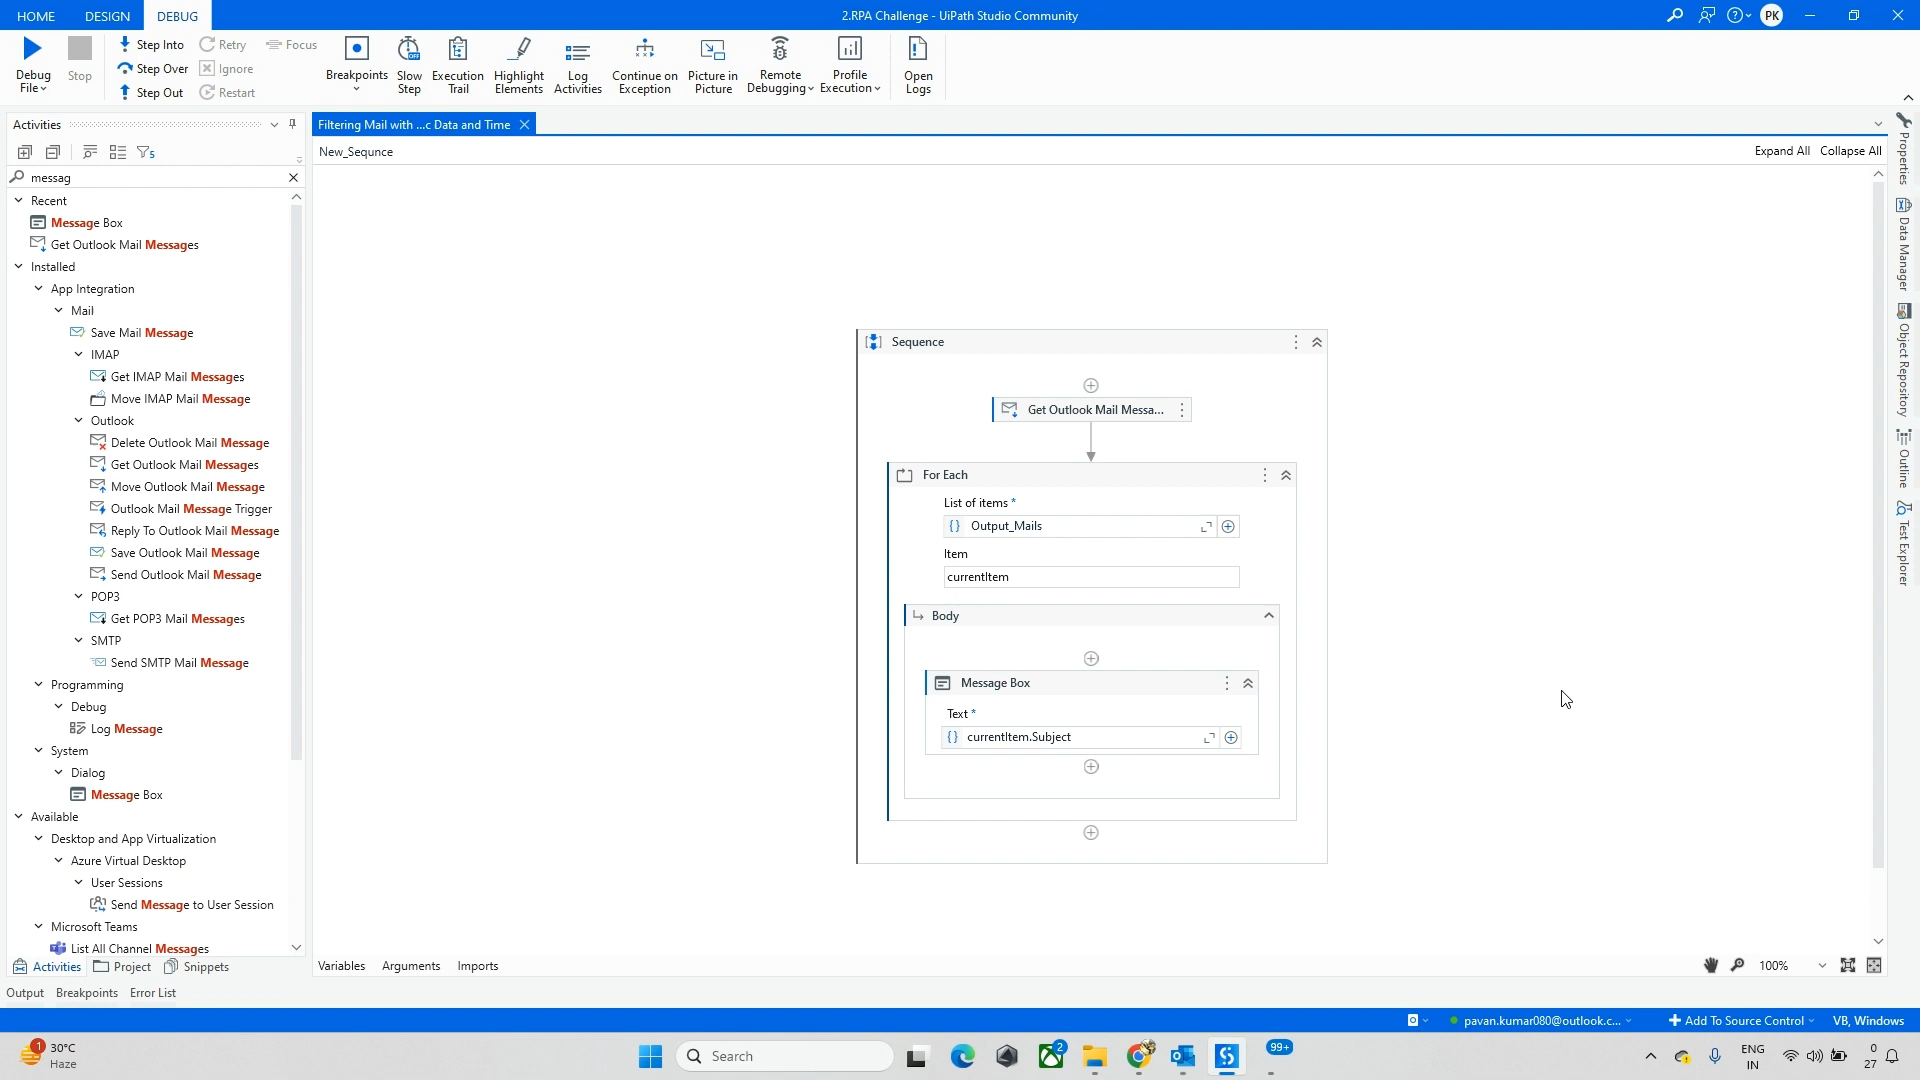 HOME DESIGN DEBUG
2.RPA Challenge - UiPath Studio Community
PK
Debug File
Stop
Step Into
Step Over
Step Out
Retry
Ignore
Restart
Focus
Breakpoints
Slow Step
Execution Trail
Highlight Elements
Log Activities
Continue on Exception
Picture in Picture
Remote Debugging
Profile Execution
Open Logs
Activities
5
messag
Recent
Message Box
Get Outlook Mail Messages
Installed
App Integration
Mail
Save Mail Message
IMAP
Get IMAP Mail Messages
Move IMAP Mail Message
Outlook
Delete Outlook Mail Message
Get Outlook Mail Messages
Move Outlook Mail Message
Outlook Mail Message Trigger
Reply To Outlook Mail Message
Save Outlook Mail Message
Send Outlook Mail Message
POP3
Get POP3 Mail Messages
SMTP
Send SMTP Mail Message
Programming
Debug
Log Message
System
Dialog
Message Box
Available
Desktop and App Virtualization
Azure Virtual Desktop
User Sessions
Send Message to User Session
Microsoft Teams
List All Channel Messages
Activities Project Snippets
Filtering Mail with ...c Data and Time
New_Sequnce
Expand All Collapse All
Sequence
Get Outlook Mail Messa...
For Each
List of items *
Output_Mails
Item
currentItem
Body
Message Box
Text *
currentItem.Subject
Variables Arguments Imports
100%
Properties
Data Manager
Object Repository
Outline
Test Explorer
Output Breakpoints Error List
pavan.kumar080@outlook.c...
Add To Source Control
VB, Windows
1
30°C
Haze
Search
2
99+
ENG
IN
0
27